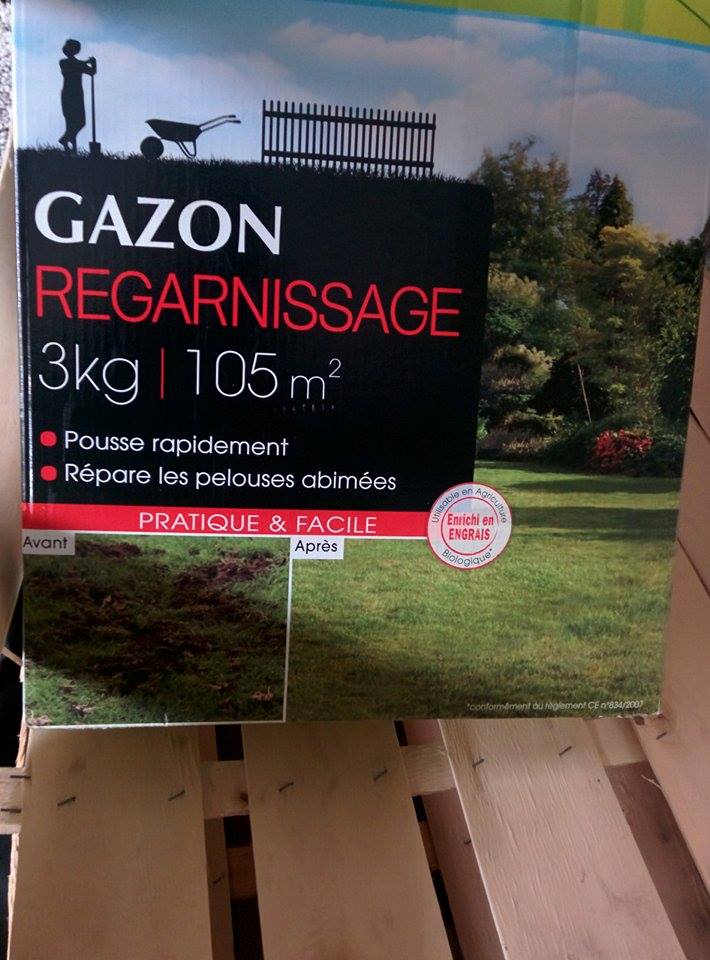 GAZON
REGARNISSAGE
3kg | 105 m²
Pousse rapidement
Répare les pelouses abimées
PRATIQUE & FACILE
Utilisable en Agriculture
Enrichi en
ENGRAIS
Biologique*
Avant
Après
*conformément au règlement CE n°834/2007